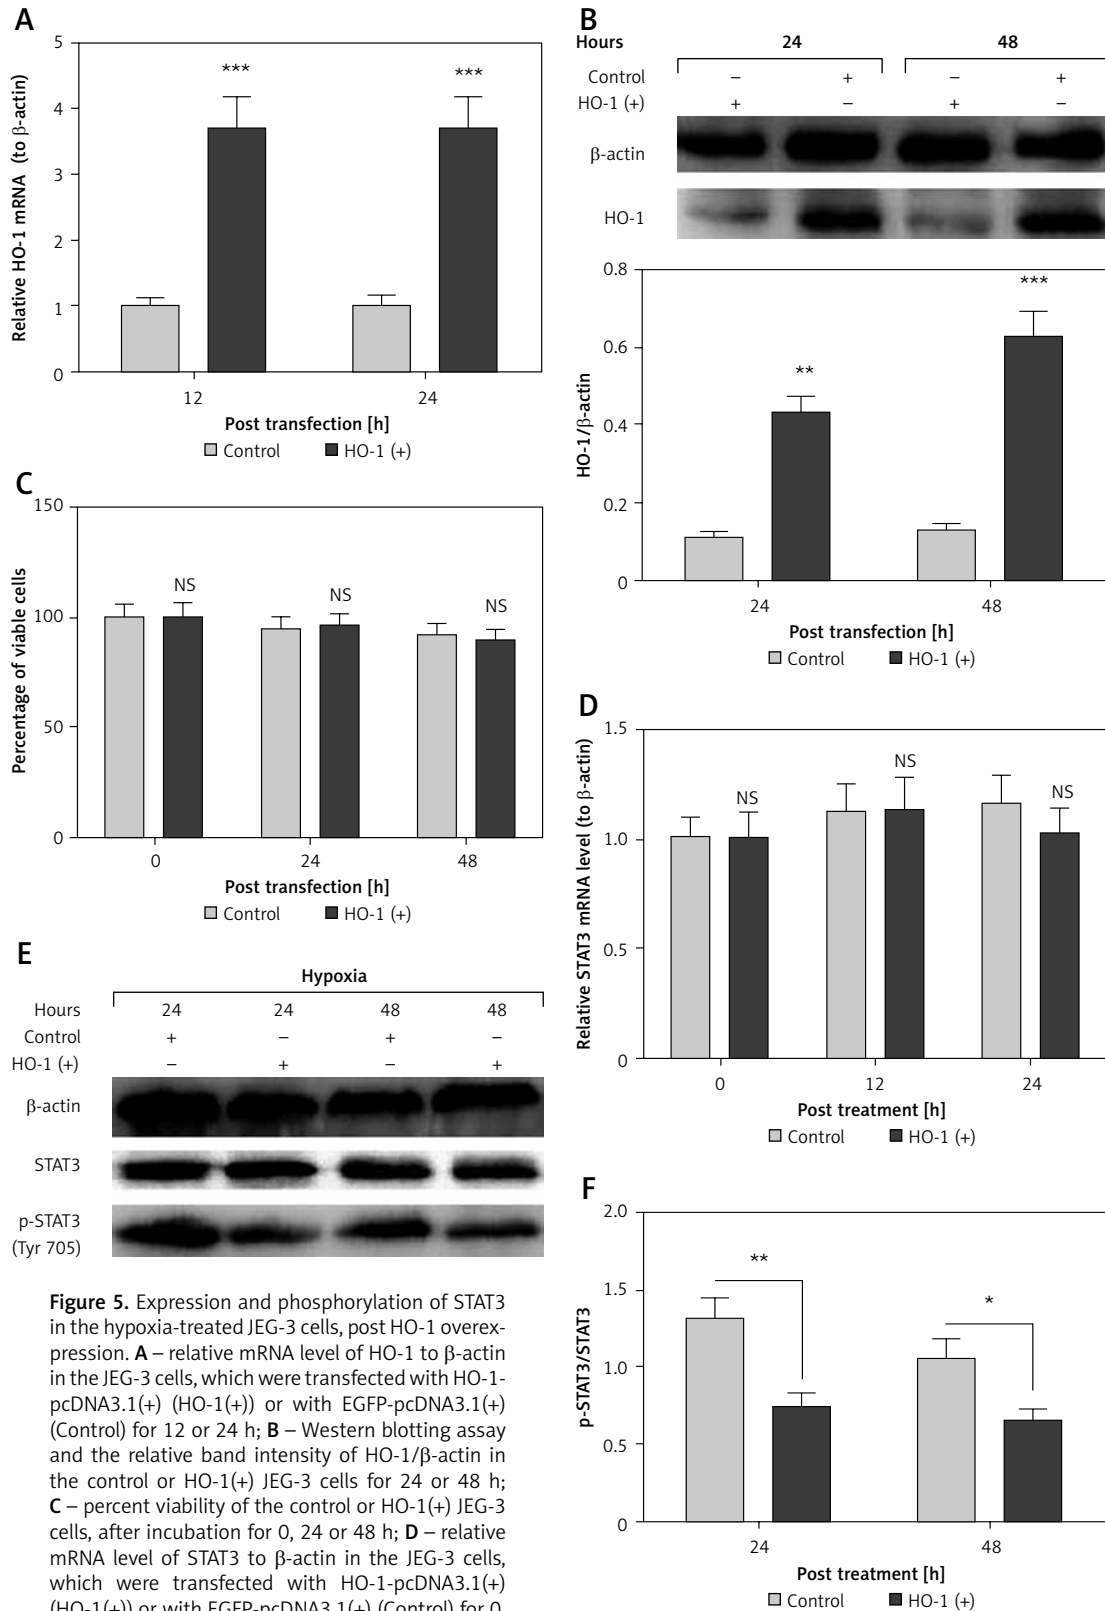 A
Relative HO-1 mRNA (to β-actin)
5
4
3
2
1
0
***
***
12
24
Post transfection [h]
Control
HO-1 (+)
B
Hours
24
48
Control
– + – +
HO-1 (+)
+ – + –
β-actin
HO-1
HO-1/β-actin
0.8
0.6
0.4
0.2
0
**
***
24
48
Post transfection [h]
Control
HO-1 (+)
C
Percentage of viable cells
150
100
50
0
NS
NS
NS
0
24
48
Post transfection [h]
Control
HO-1 (+)
D
Relative STAT3 mRNA level (to β-actin)
1.5
1.0
0.5
0
NS
NS
NS
0
12
24
Post treatment [h]
Control
HO-1 (+)
E
Hypoxia
Hours 24 24 48 48
Control + – + –
HO-1 (+) – + – +
β-actin
STAT3
p-STAT3
(Tyr 705)
F
p-STAT3/STAT3
2.0
1.5
1.0
0.5
0
**
*
24
48
Post treatment [h]
Control
HO-1 (+)
Figure 5. Expression and phosphorylation of STAT3
in the hypoxia-treated JEG-3 cells, post HO-1 overex-
pression. A – relative mRNA level of HO-1 to β-actin
in the JEG-3 cells, which were transfected with HO-1-
pcDNA3.1(+) (HO-1(+)) or with EGFP-pcDNA3.1(+)
(Control) for 12 or 24 h; B – Western blotting assay
and the relative band intensity of HO-1/β-actin in
the control or HO-1(+) JEG-3 cells for 24 or 48 h;
C – percent viability of the control or HO-1(+) JEG-3
cells, after incubation for 0, 24 or 48 h; D – relative
mRNA level of STAT3 to β-actin in the JEG-3 cells,
which were transfected with HO-1-pcDNA3.1(+)
(HO-1(+)) or with EGFP-pcDNA3.1(+) (Control) for 0,